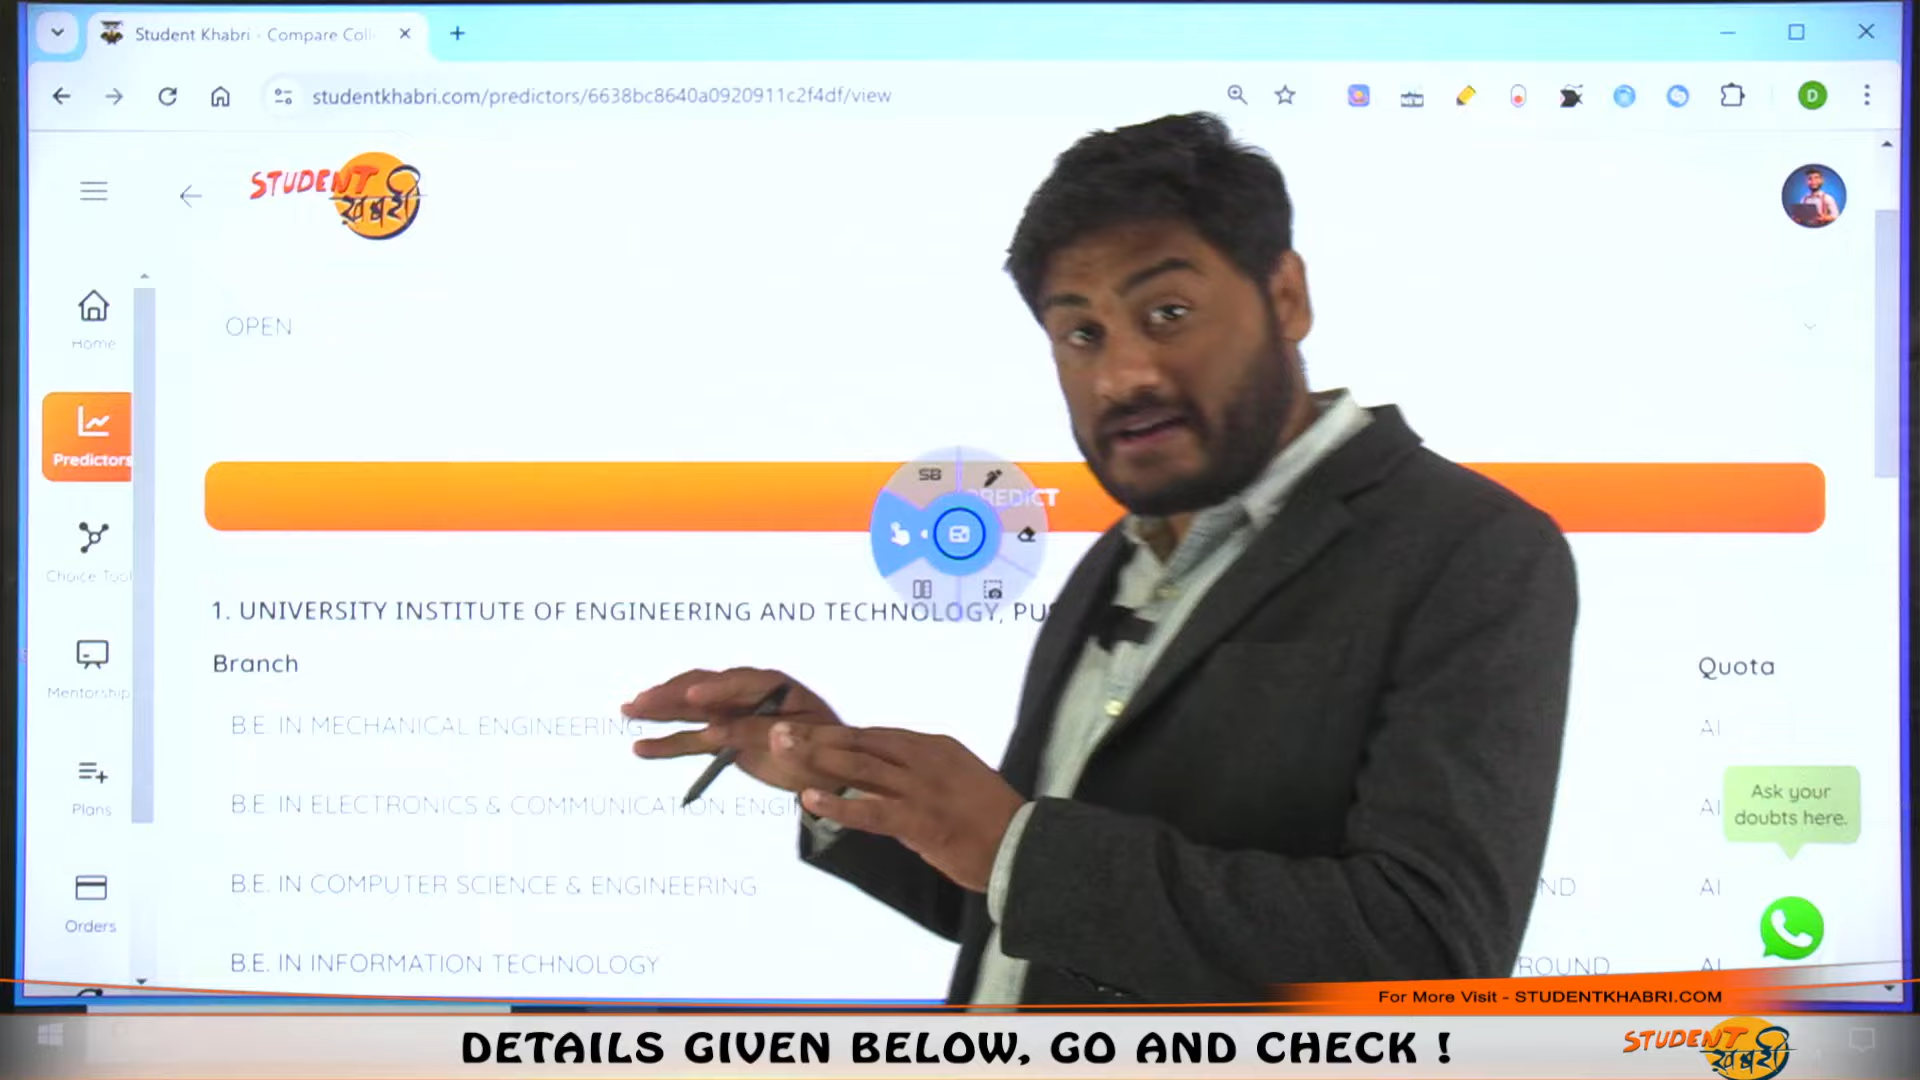 Student Khabri - Compare Coll
studentkhabri.com/predictors/6638bc8640a0920911c2f4df/view
D
STUDENT
ख़बरी
Home
OPEN
Predictors
SB
PREDICT
Choice Tool
1. UNIVERSITY INSTITUTE OF ENGINEERING AND TECHNOLOGY, PU
Branch
Quota
Mentorship
B.E. IN MECHANICAL ENGINEERING
AI
Plans
B.E. IN ELECTRONICS & COMMUNICATION ENGI
AI
Ask your
doubts here.
B.E. IN COMPUTER SCIENCE & ENGINEERING
ND
AI
Orders
B.E. IN INFORMATION TECHNOLOGY
ROUND
AI
For More Visit - STUDENTKHABRI.COM
DETAILS GIVEN BELOW, GO AND CHECK !
STUDENT
ख़बरी